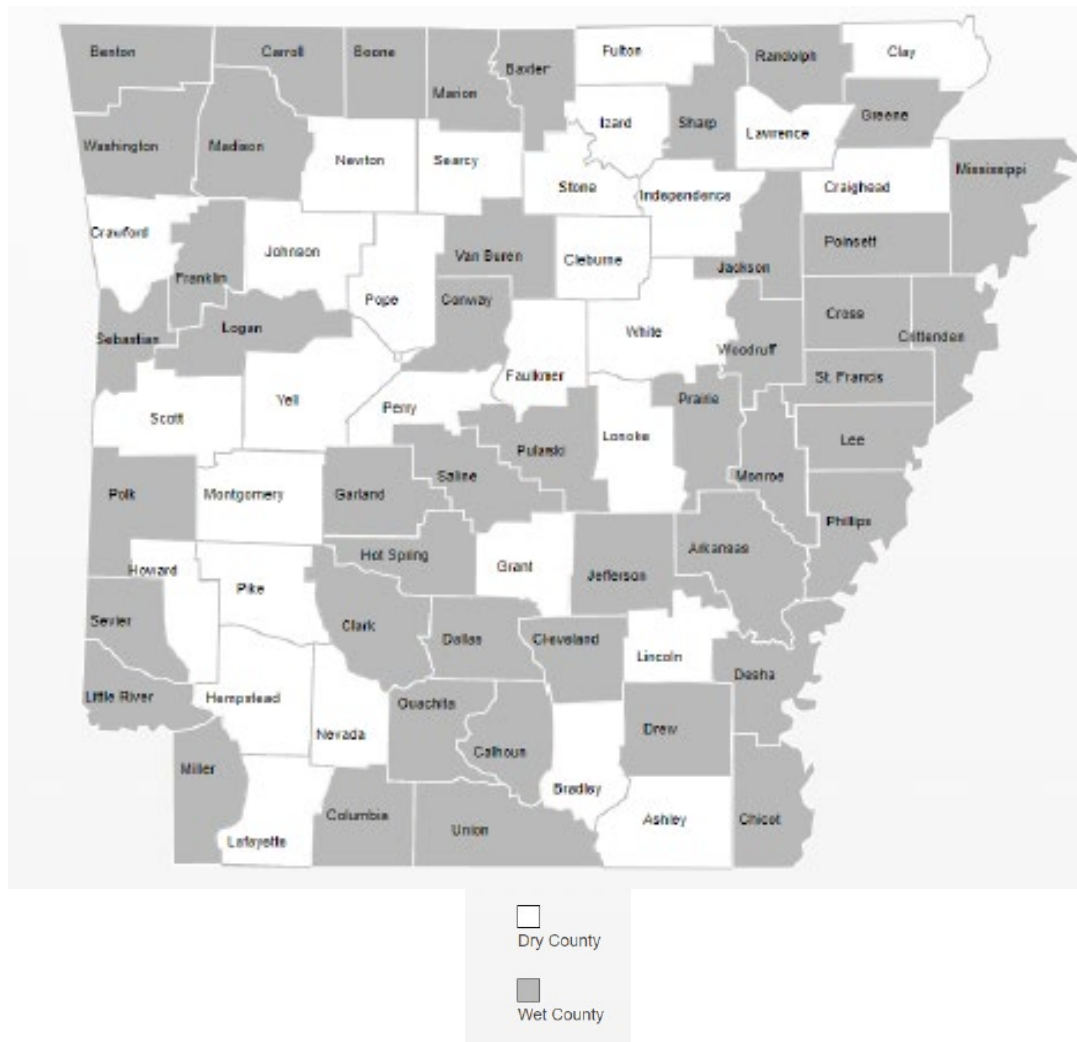 Benton
Carroll
Boone
Marion
Baxter
Fulton
Randolph
Clay
Izard
Sharp
Lawrence
Greene
Washington
Madison
Newton
Searcy
Stone
Independence
Craighead
Mississippi
Crawford
Franklin
Johnson
Pope
Van Buren
Cleburne
Jackson
Poinsett
Sebastian
Logan
Conway
White
Woodruff
Cross
Crittenden
Scott
Yell
Perry
Faulkner
Prairie
St. Francis
Polk
Montgomery
Garland
Saline
Pulaski
Lonoke
Monroe
Lee
Phillips
Howard
Pike
Hot Spring
Grant
Jefferson
Arkansas
Sevier
Clark
Dallas
Cleveland
Lincoln
Desha
Little River
Hempstead
Nevada
Ouachita
Calhoun
Drew
Miller
Lafayette
Columbia
Union
Bradley
Ashley
Chicot
Dry County
Wet County